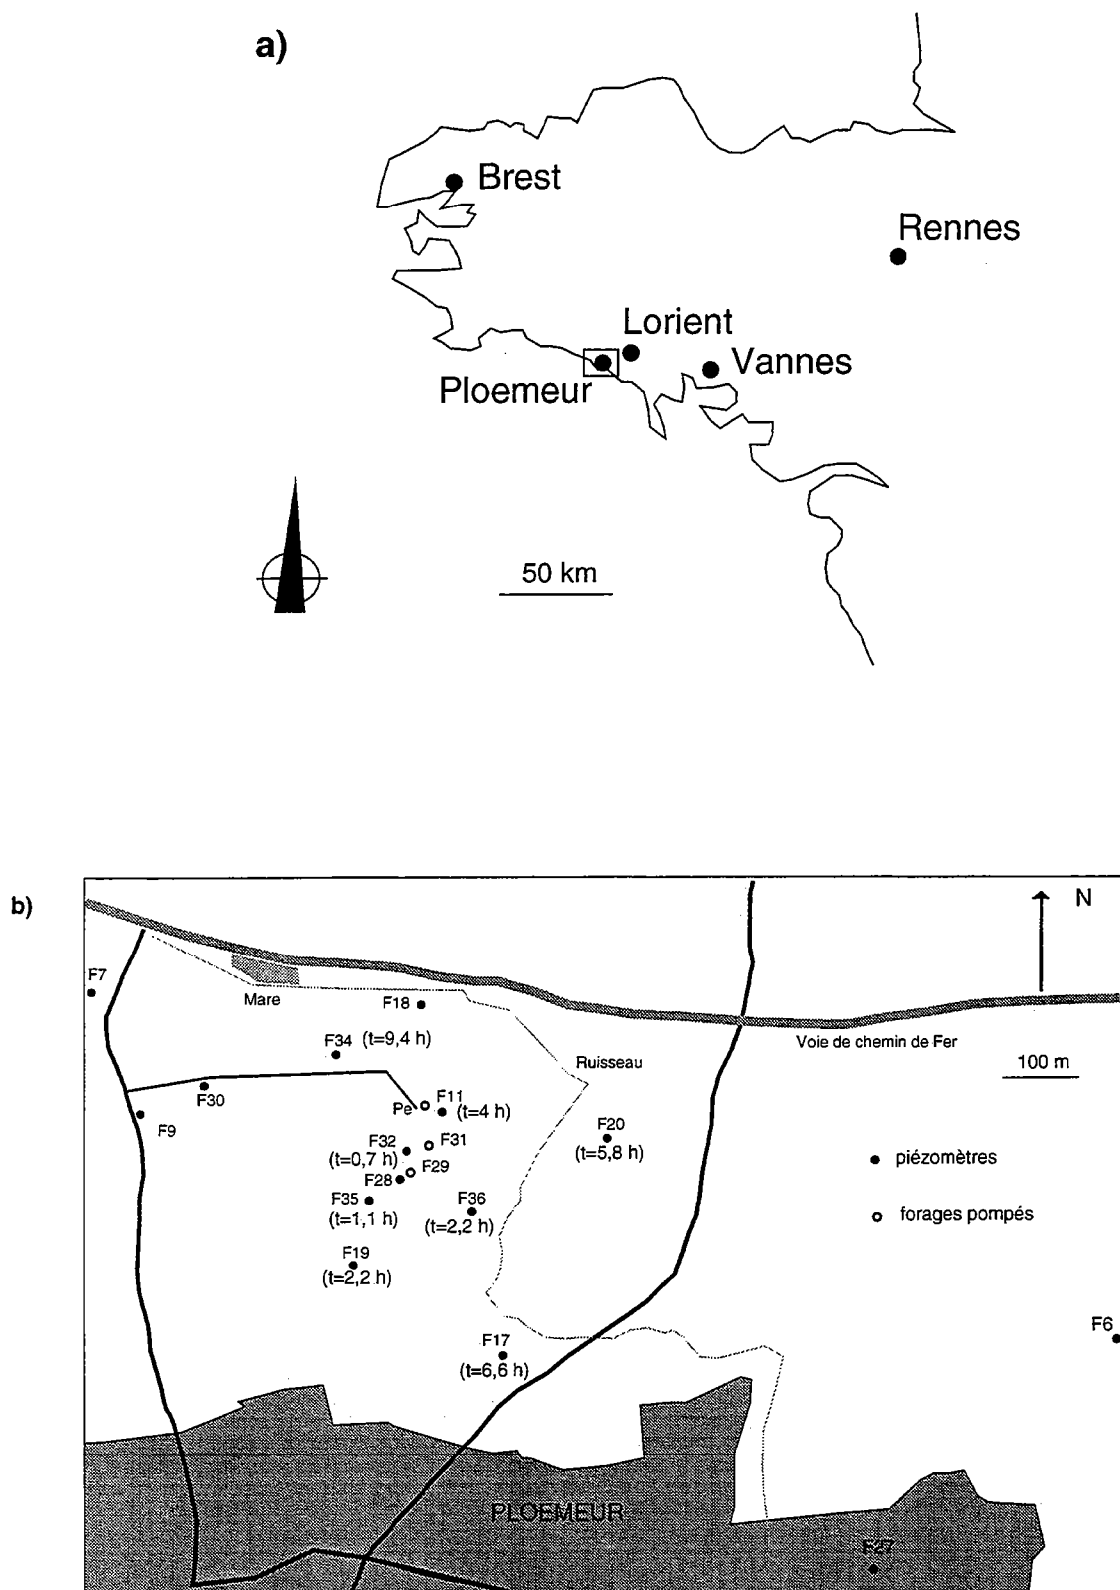 a)
Brest
Rennes
Lorient
Vannes
Ploemeur
50 km
b)
N
F7
Mare
F18
F34 (t=9,4 h)
Voie de chemin de Fer
Ruisseau
100 m
F30
Pe
F11
(t=4 h)
F9
F20
(t=5,8 h)
F32
F31
(t=0,7 h)
F29
F28
piézomètres
F35
F36
(t=1,1 h)
(t=2,2 h)
forages pompés
F19
(t=2,2 h)
F6
F17
(t=6,6 h)
PLOEMEUR
F27